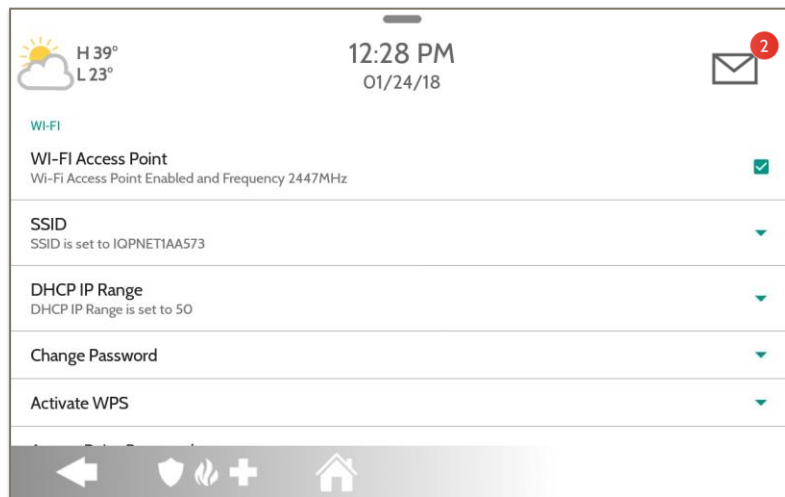 H 39°
L 23°
12:28 PM
01/24/18
2
WI-FI
WI-FI Access Point
Wi-Fi Access Point Enabled and Frequency 2447MHz
SSID
SSID is set to IQPNET1AA573
DHCP IP Range
DHCP IP Range is set to 50
Change Password
Activate WPS